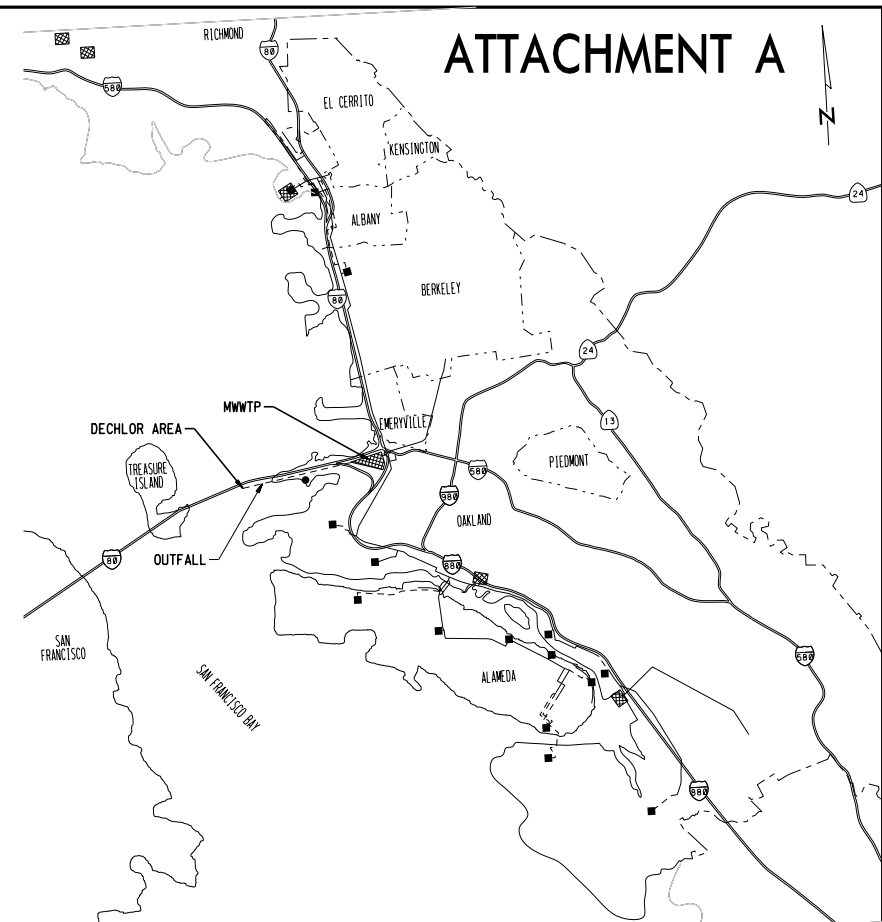 ATTACHMENT A
RICHMOND
80
580
EL CERRITO
N
KENSINGTON
24
ALBANY
BERKELEY
80
24
MWWTP
EMERYVILLE
13
DECHLOR AREA
TREASURE
ISLAND
PIEDMONT
580
980
OAKLAND
OUTFALL
80
880
SAN
FRANCISCO
SAN FRANCISCO BAY
ALAMEDA
580
880